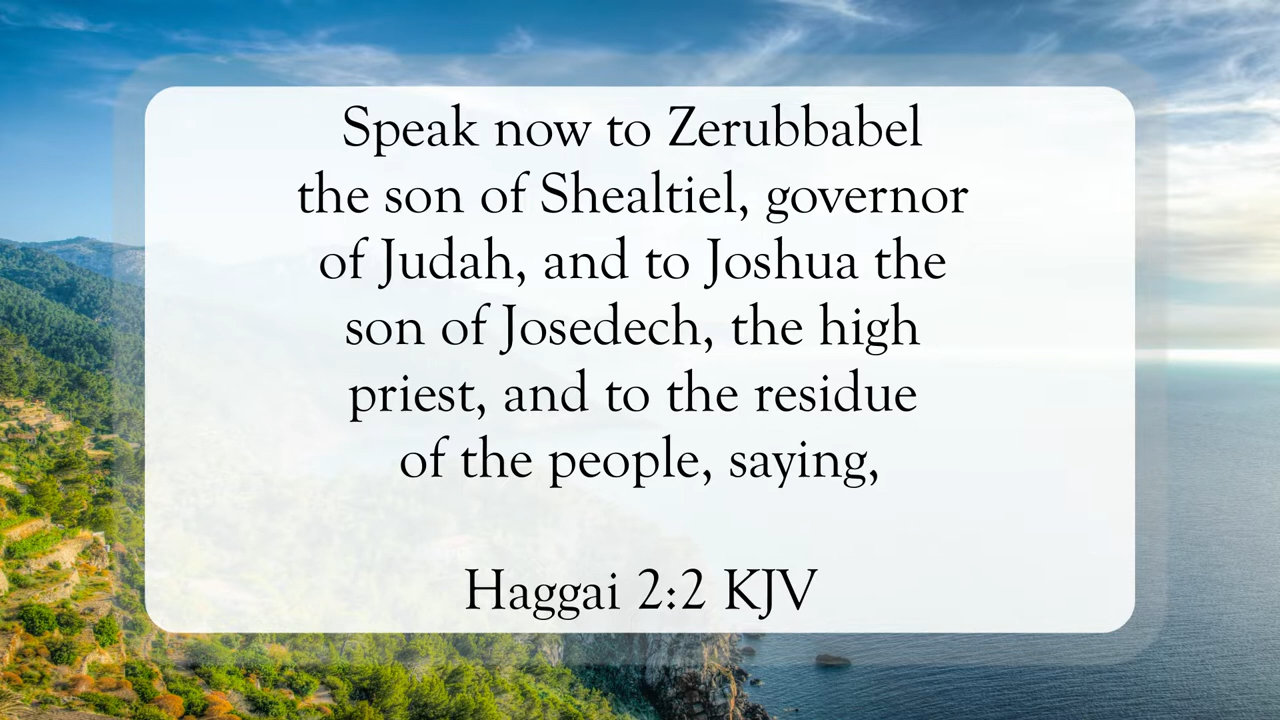 Speak now to Zerubbabel
the son of Shealtiel, governor
of Judah, and to Joshua the
son of Josedech, the high
priest, and to the residue
of the people, saying,
Haggai 2:2 KJV